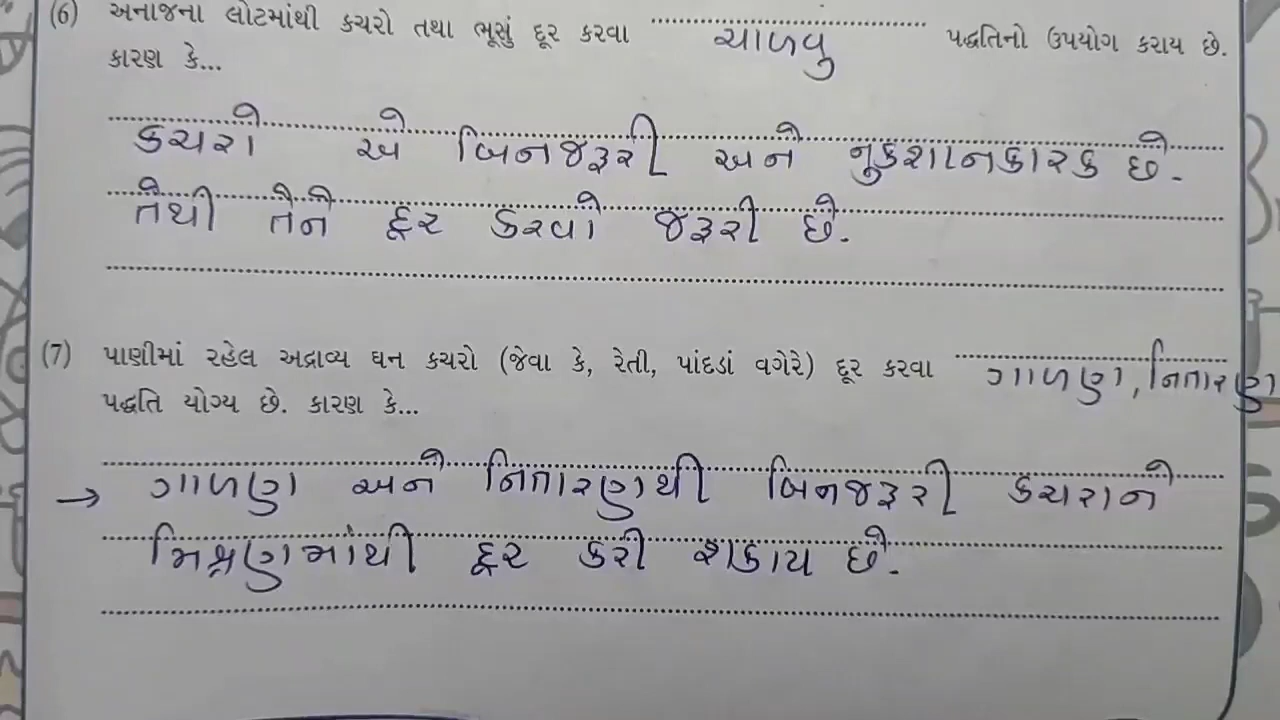 (6) અનાજના લોટમાંથી કચરો તથા ભૂસું દૂર કરવા ચાળવુ પદ્ધતિનો ઉપયોગ કરાય છે.
કારણ કે...
કચરો એ બિનજરૂરી અને નુકશાનકારક છે.
તેથી તેને દૂર કરવો જરૂરી છે.
(7) પાણીમાં રહેલ અદ્રાવ્ય ઘન કચરો (જેવા કે, રેતી, પાંદડાં વગેરે) દૂર કરવા ગાળણ, નિતારણ
પદ્ધતિ યોગ્ય છે. કારણ કે...
→ ગાળણ અને નિતારણથી બિનજરૂરી કચરાને
મિશ્રણમાંથી દૂર કરી શકાય છે.